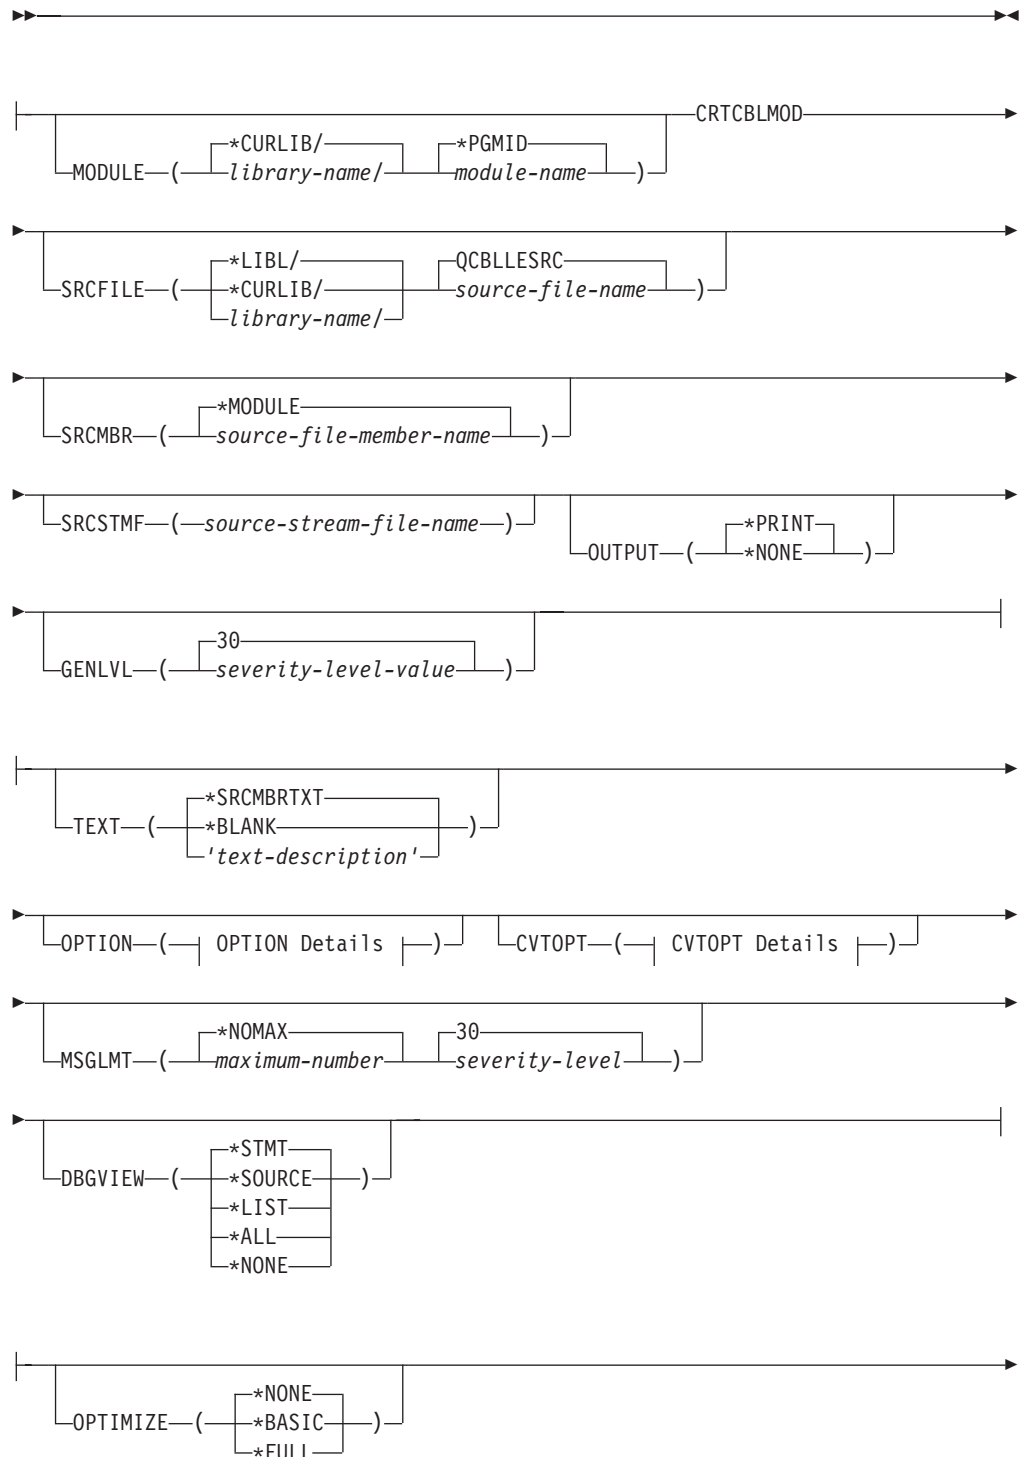 CRTCBLMOD
*CURLIB/ *PGMID
MODULE ( library-name/ module-name )
*LIBL/ QCBLLESRC
SRCFILE ( *CURLIB/ source-file-name )
library-name/
*MODULE
SRCMBR ( source-file-member-name )
SRCSTMF ( source-stream-file-name ) *PRINT
OUTPUT ( *NONE )
30
GENLVL ( severity-level-value )
*SRCMBRTXT
TEXT ( *BLANK )
'text-description'
OPTION ( OPTION Details ) CVTOPT ( CVTOPT Details )
*NOMAX 30
MSGLMT ( maximum-number severity-level )
*STMT
DBGVIEW ( *SOURCE )
*LIST
*ALL
*NONE
*NONE
OPTIMIZE ( *BASIC )
*FULL